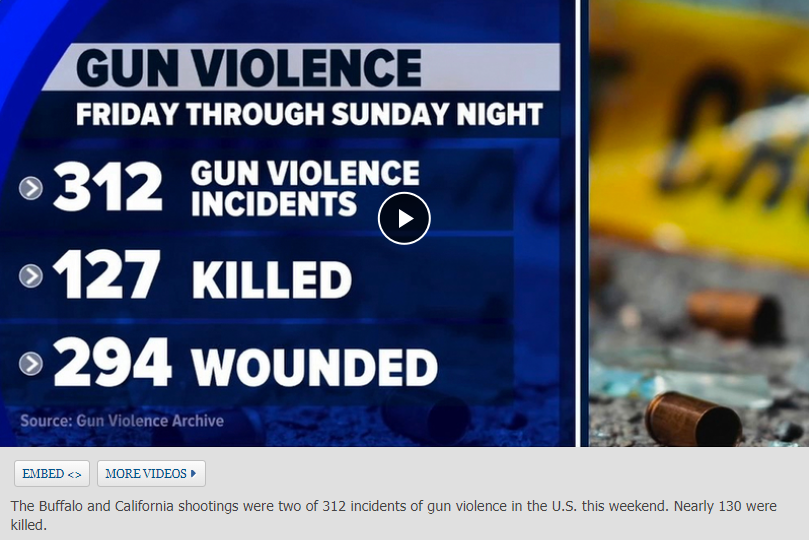 GUN VIOLENCE
FRIDAY THROUGH SUNDAY NIGHT
312 GUN VIOLENCE
INCIDENTS
127 KILLED
294 WOUNDED
Source: Gun Violence Archive
EMBED <> MORE VIDEOS
The Buffalo and California shootings were two of 312 incidents of gun violence in the U.S. this weekend. Nearly 130 were
killed.